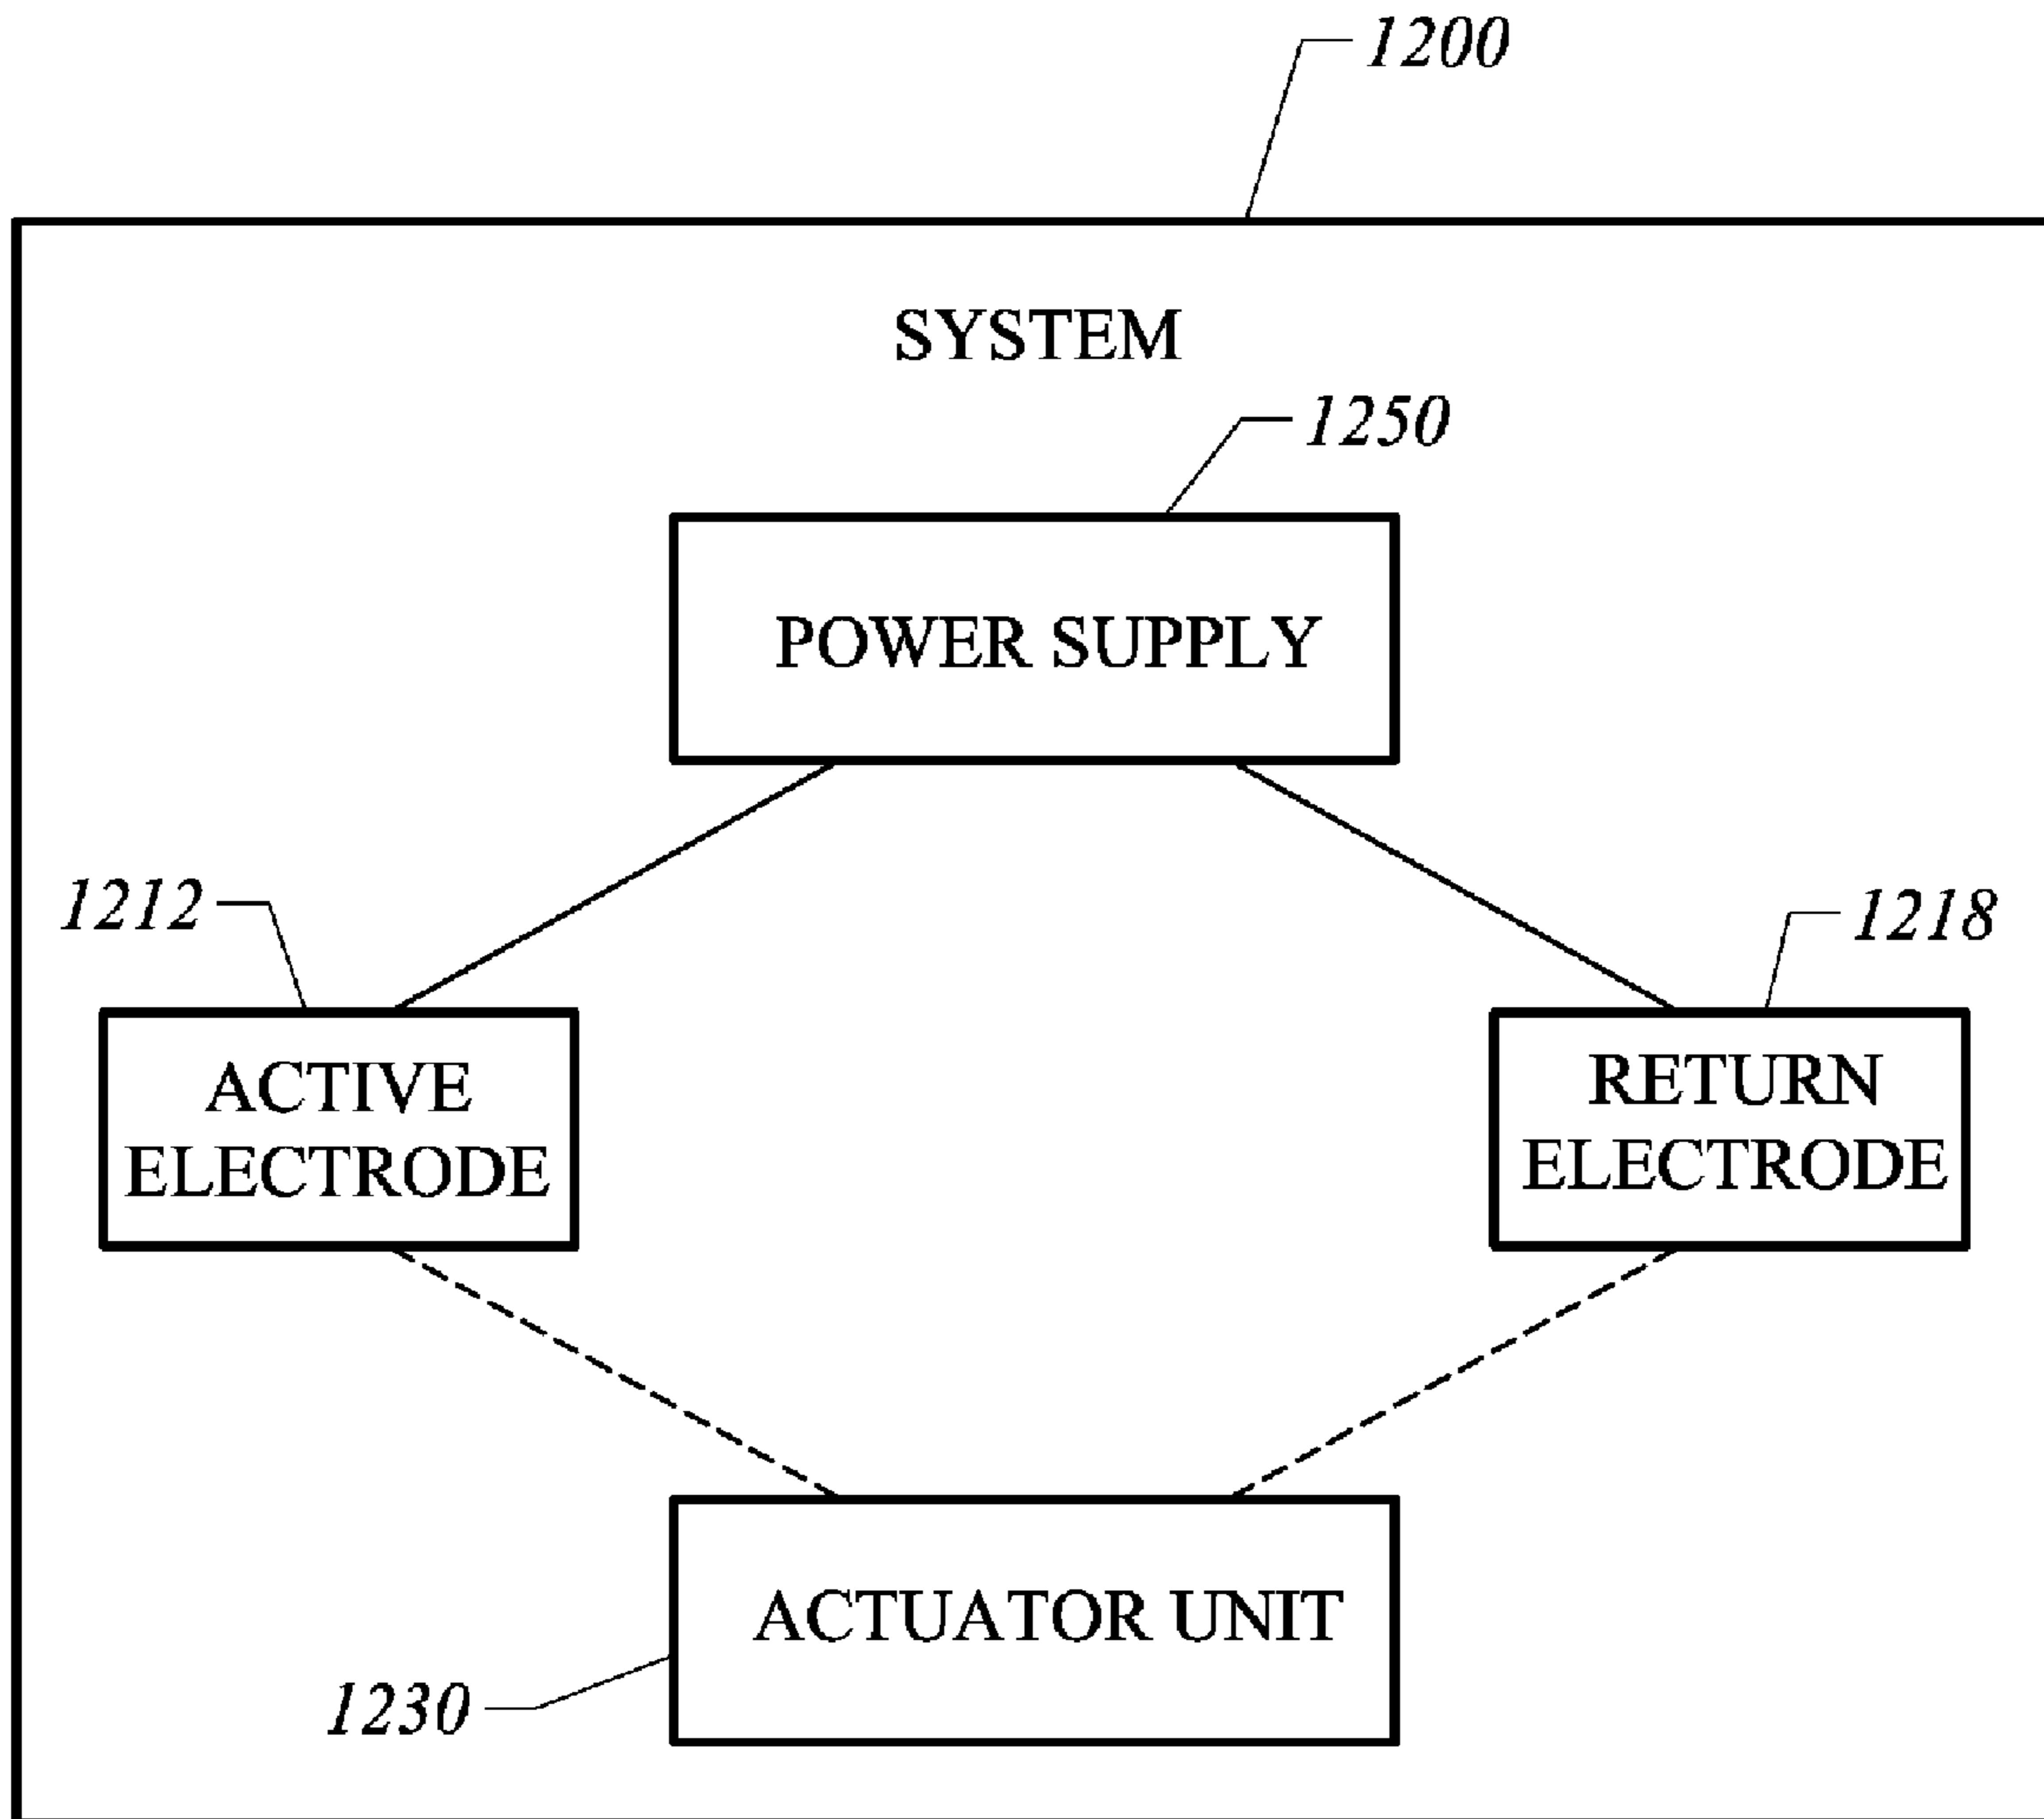 1200
SYSTEM
1250
POWER SUPPLY
1212
1218
ACTIVE
ELECTRODE
RETURN
ELECTRODE
ACTUATOR UNIT
1230